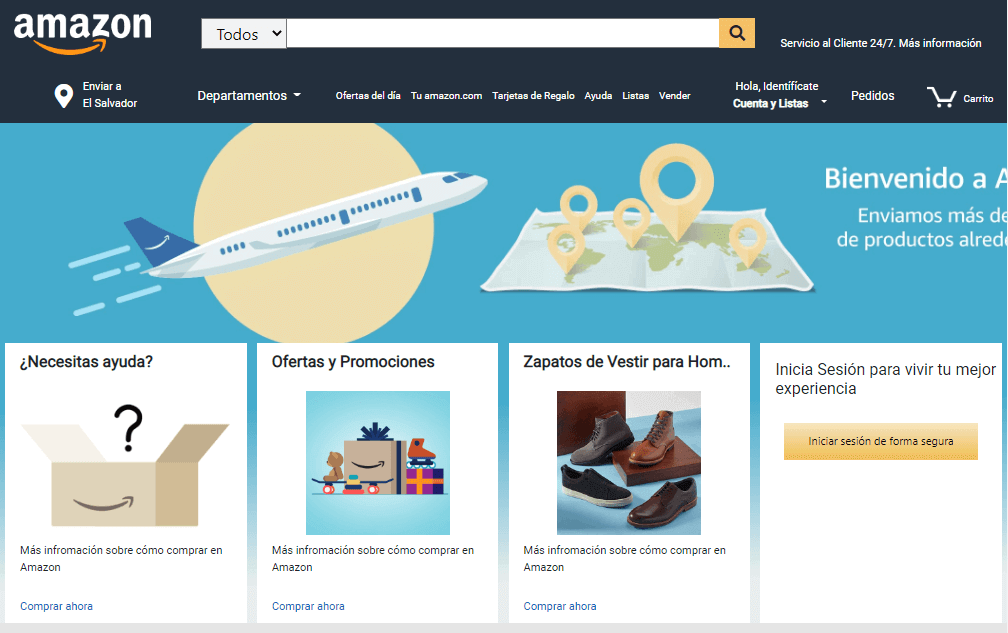 amazon
Todos
Servicio al Cliente 24/7. Más información
Enviar a
El Salvador
Departamentos
Ofertas del día Tu amazon.com Tarjetas de Regalo Ayuda Listas Vender
Hola, Identifícate
Cuenta y Listas
Pedidos
Carrito
Bienvenido a A
Enviamos más de
de productos alrede
¿Necesitas ayuda?
Más infromación sobre cómo comprar en
Amazon
Comprar ahora
Ofertas y Promociones
Más infromación sobre cómo comprar en
Amazon
Comprar ahora
Zapatos de Vestir para Hom..
Más infromación sobre cómo comprar en
Amazon
Comprar ahora
Inicia Sesión para vivir tu mejor
experiencia
Iniciar sesión de forma segura